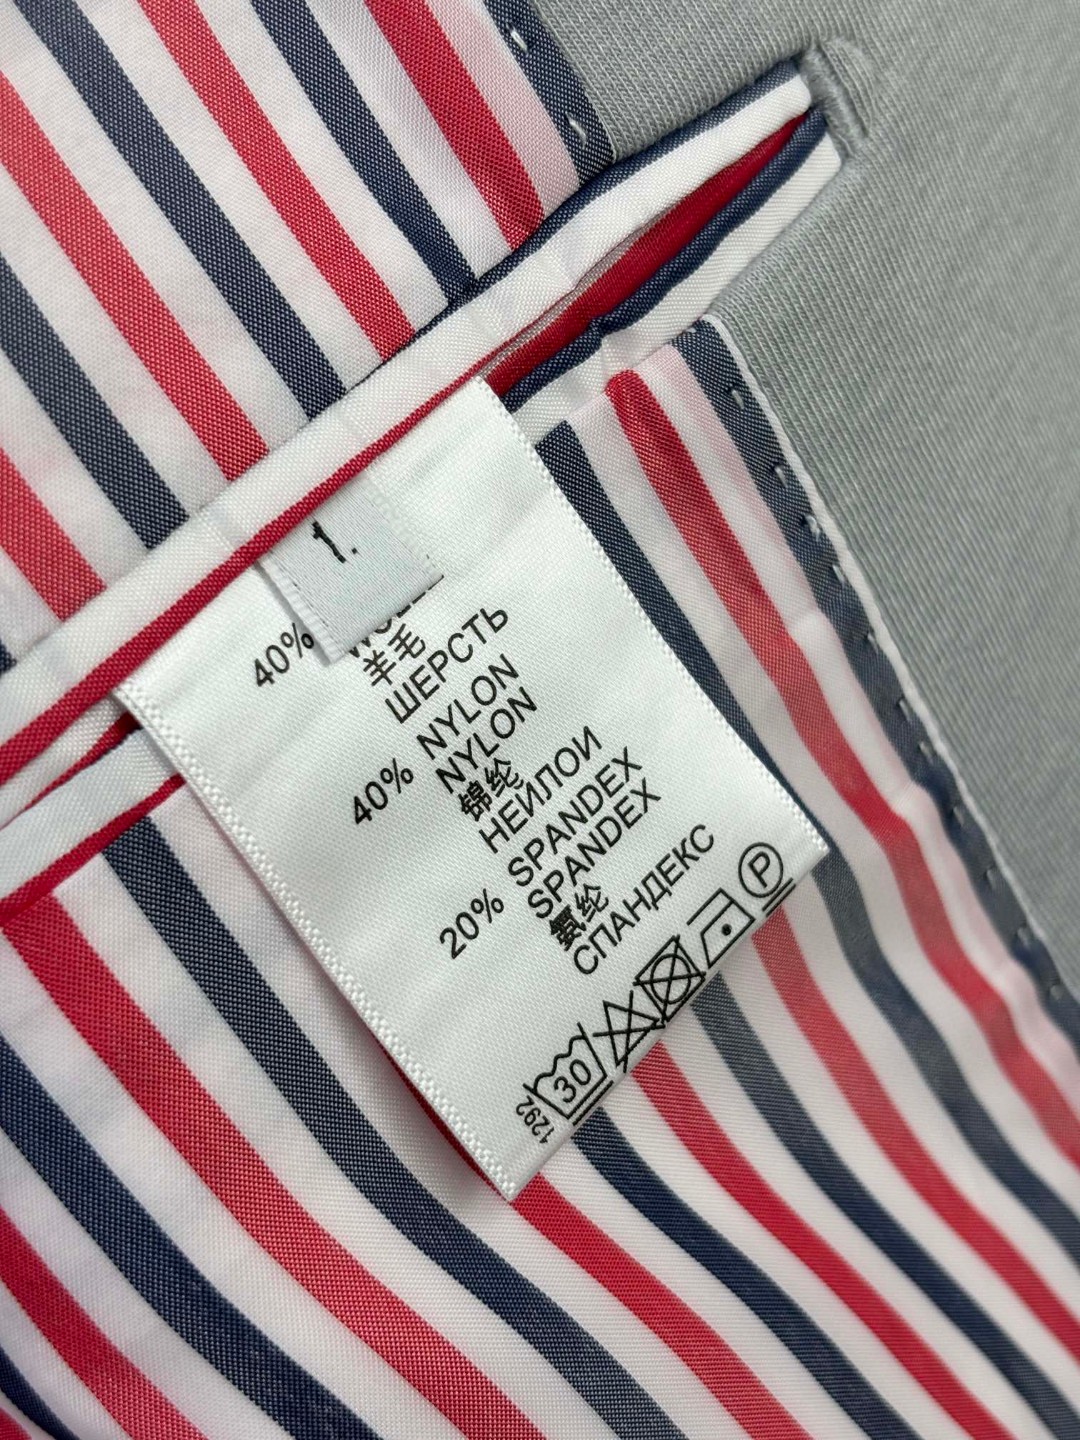 1.
40%
羊毛
ШЕРСТЬ
40% NYLON
NYLON
锦纶
НЕЙЛОИ
20% SPANDEX
SPANDEX
氨纶
СПАНДЕКС
30 P
1292